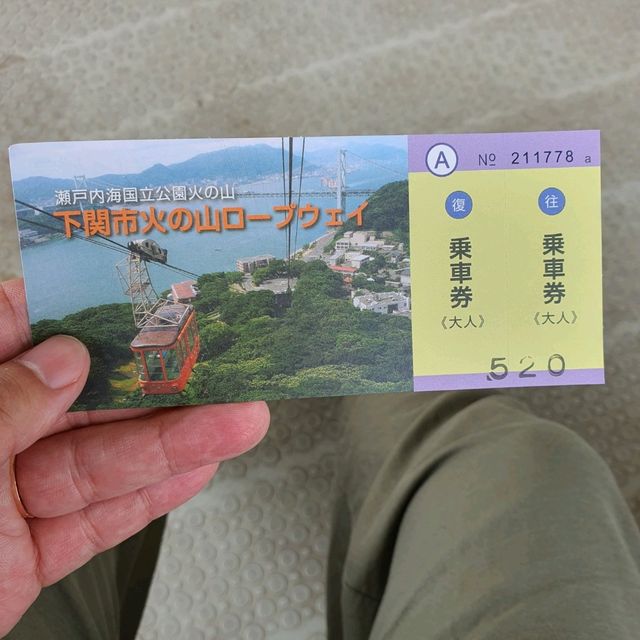 瀬戸内海国立公園火の山
下関市火の山ロープウェイ
A № 211778 a
復 往
乗車券 乗車券
《大人》 《大人》
520